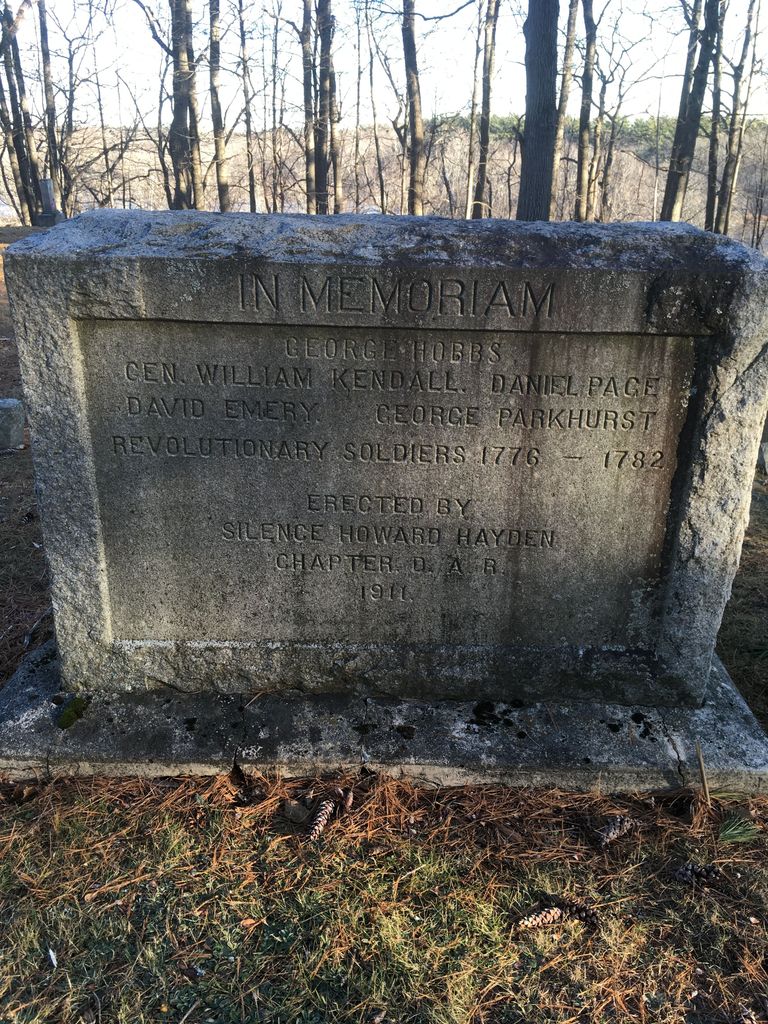 IN MEMORIAM
GEORGE HOBBS
GEN. WILLIAM KENDALL. DANIEL PAGE
DAVID EMERY. GEORGE PARKHURST
REVOLUTIONARY SOLDIERS 1776 – 1782
ERECTED BY
SILENCE HOWARD HAYDEN
CHAPTER. D. A. R.
1911.